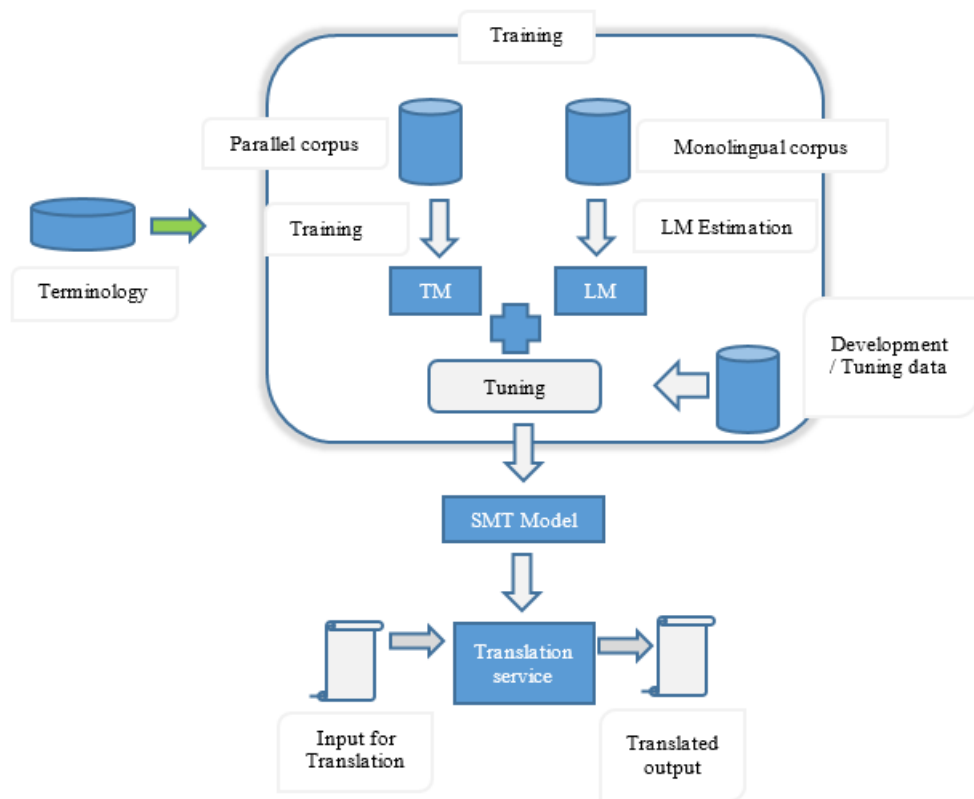 Training
Parallel corpus
Monolingual corpus
Training
LM Estimation
Terminology
TM
LM
Development
/ Tuning data
Tuning
SMT Model
Translation
service
Input for
Translation
Translated
output